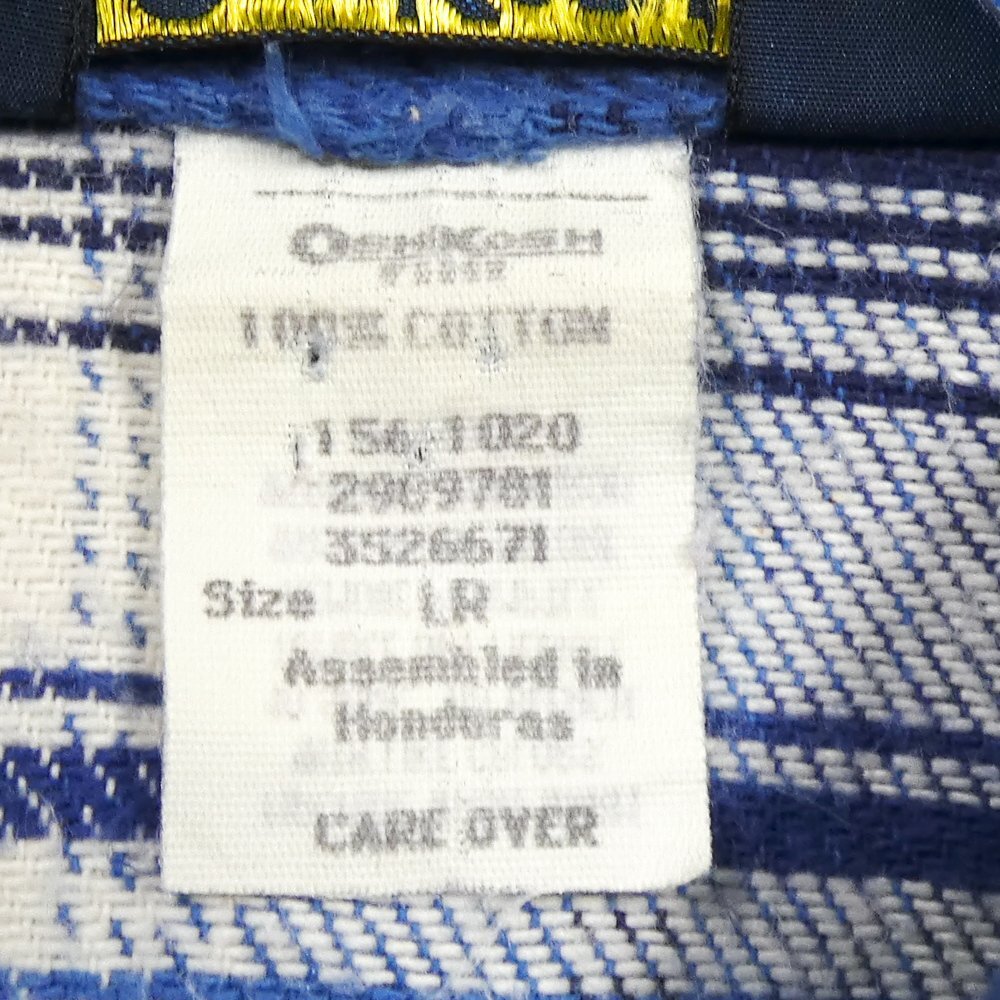 OSHKOSH
100% COTTON
156-1020
2909781
3526671
Size LR
Assembled in
Honduras
CARE OVER